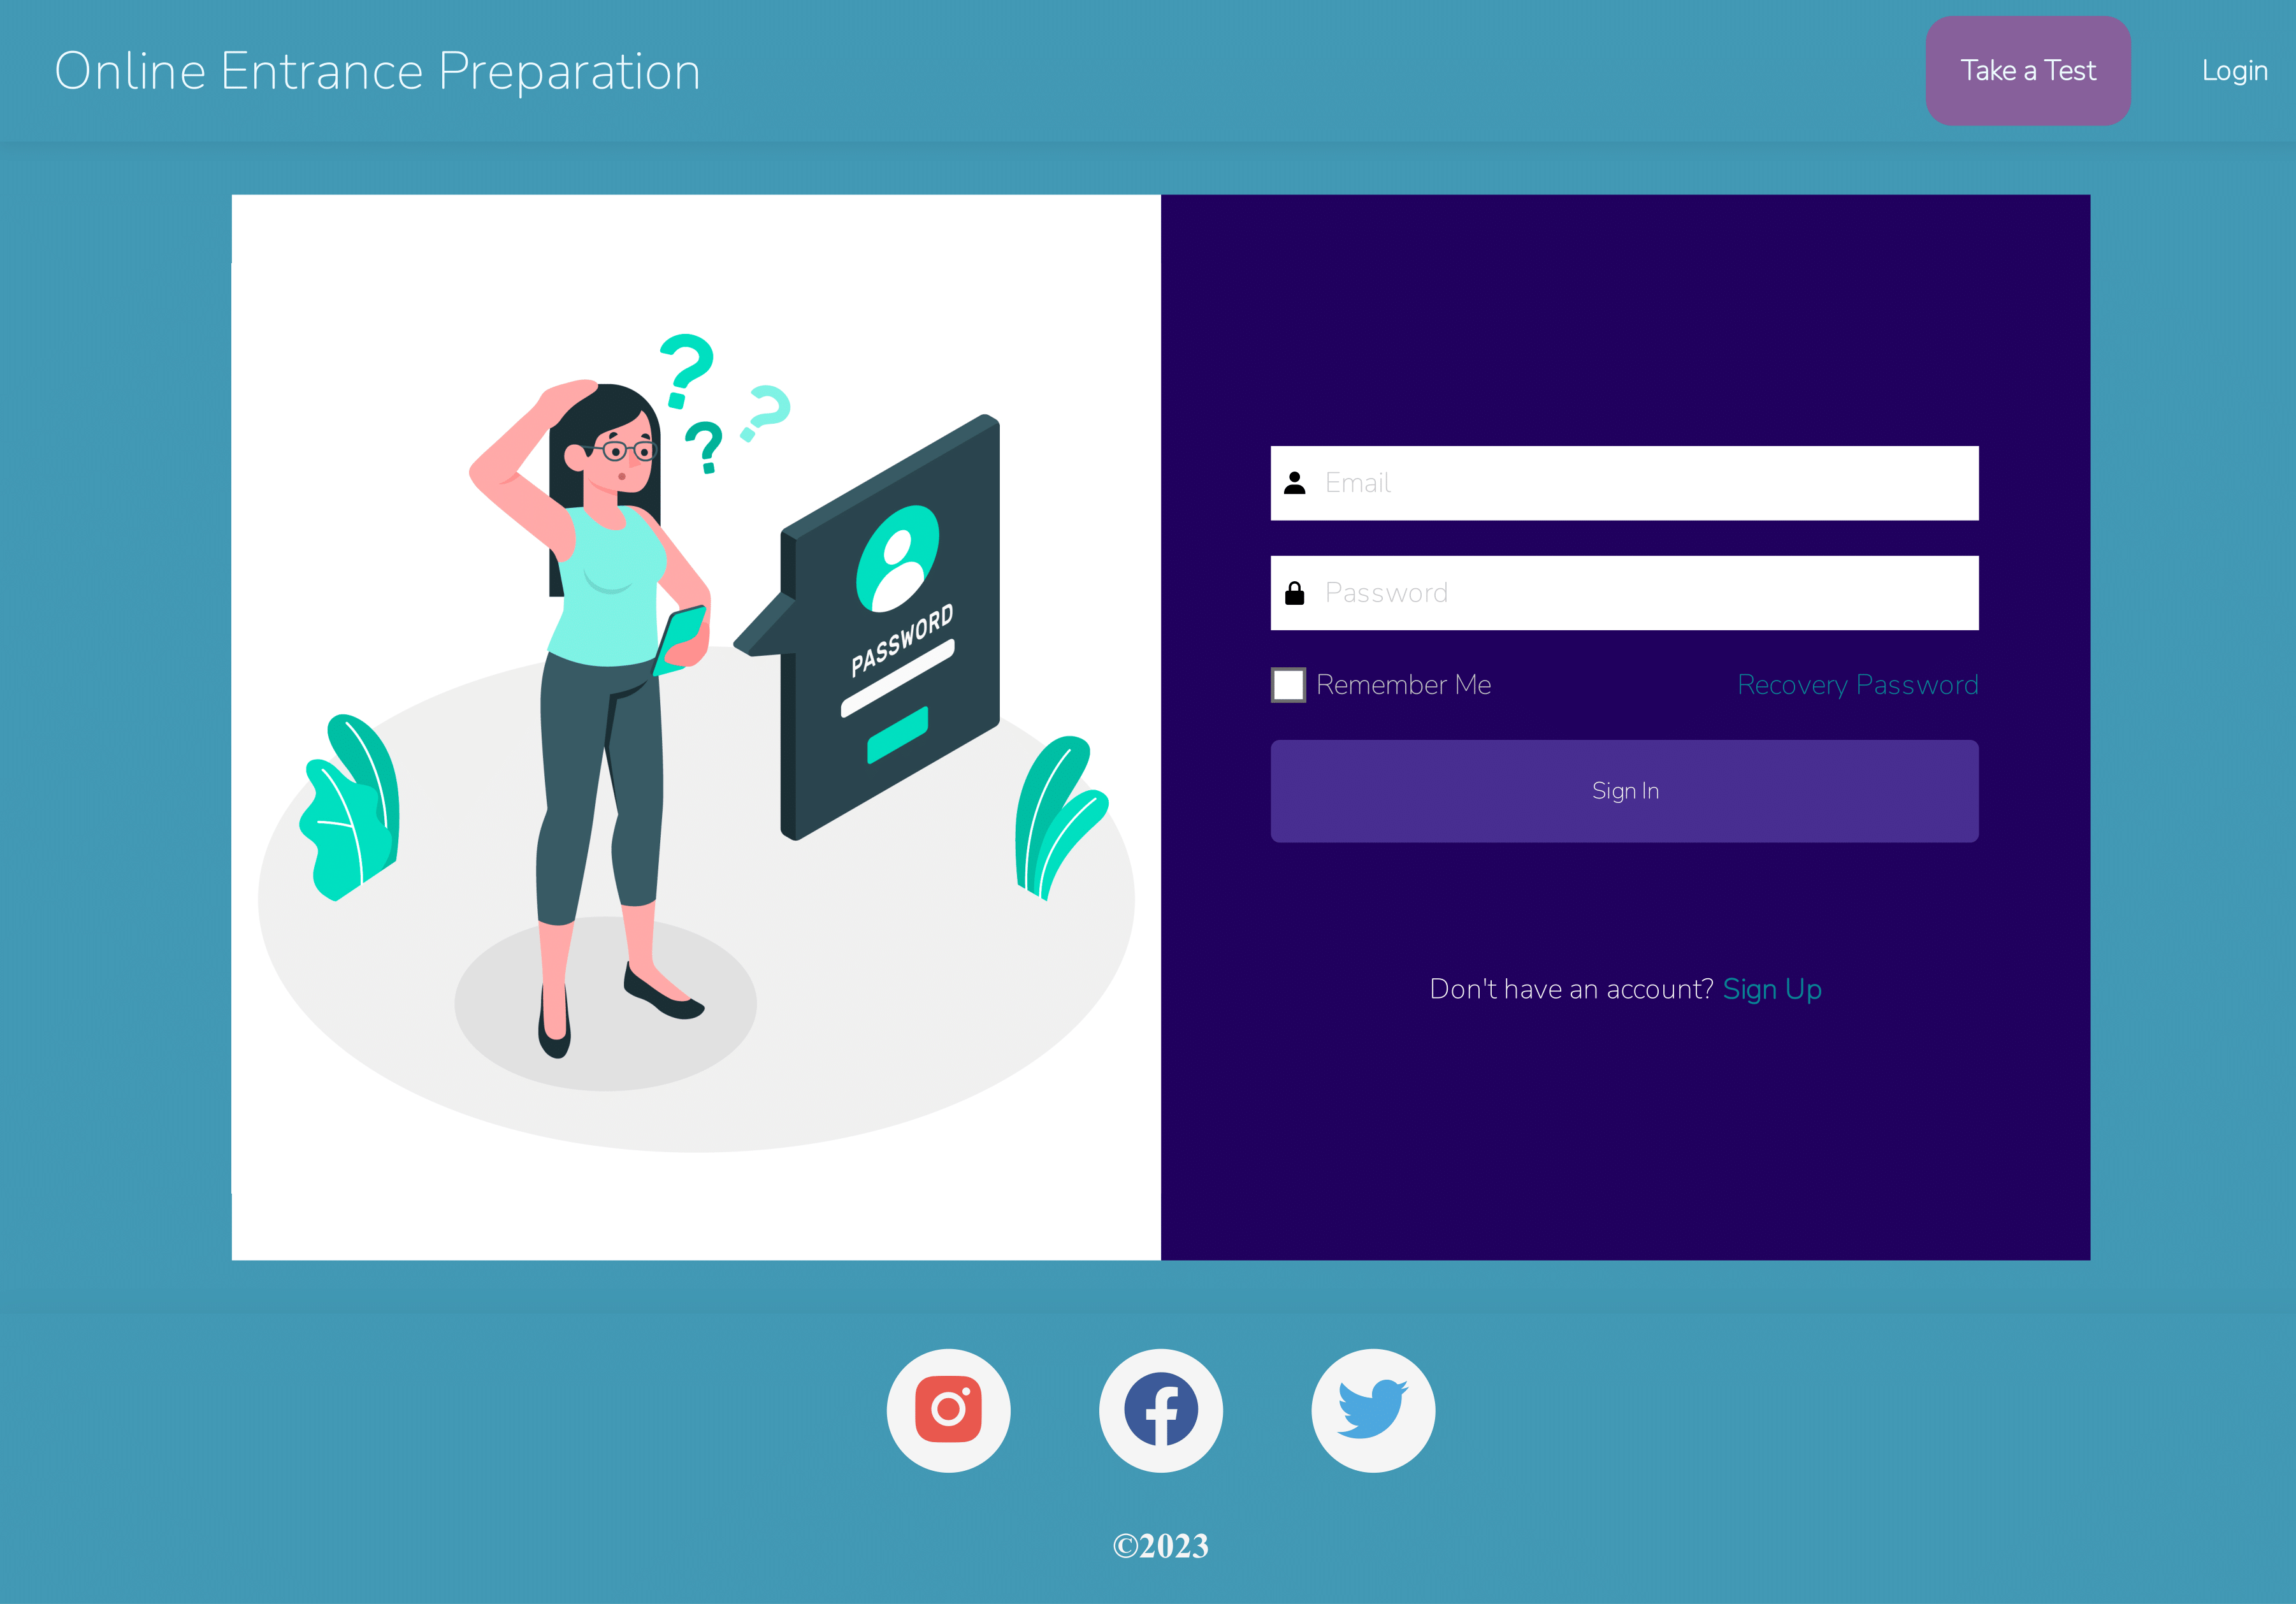 Online Entrance Preparation
Take a Test
Login
PASSWORD
Email
Password
Remember Me
Recovery Password
Sign In
Don't have an account? Sign Up
©2023